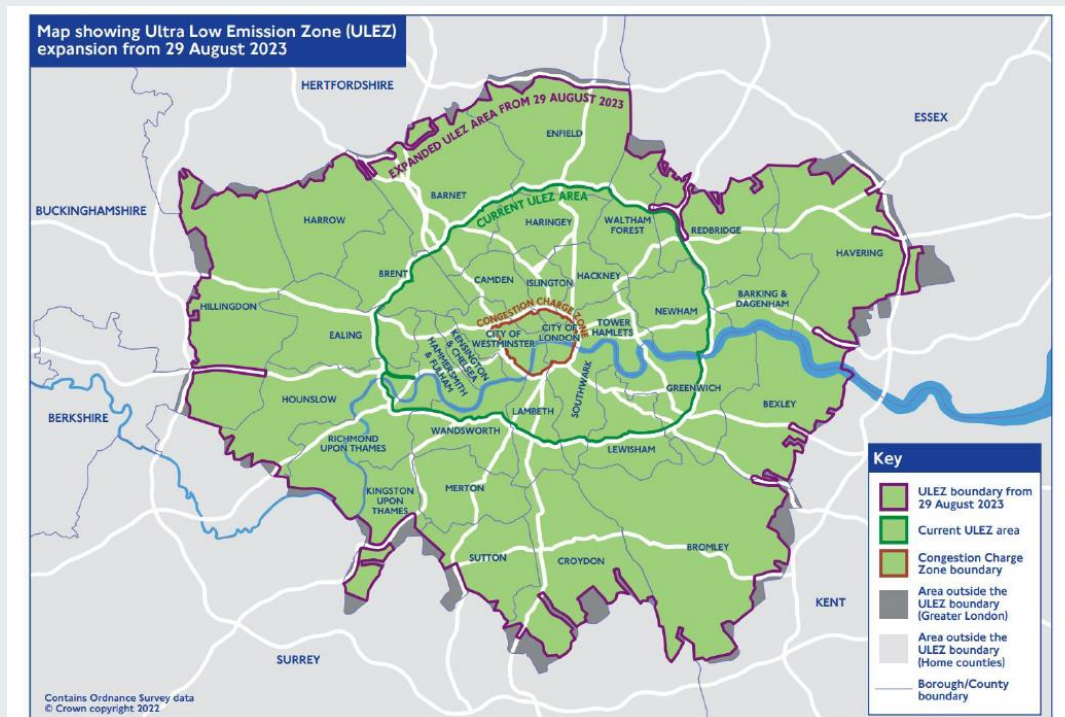 Map showing Ultra Low Emission Zone (ULEZ)
expansion from 29 August 2023
HERTFORDSHIRE
ESSEX
EXPANDED ULEZ AREA FROM 29 AUGUST 2023
ENFIELD
BUCKINGHAMSHIRE
BARNET
CURRENT ULEZ AREA
HARROW
HARINGEY
WALTHAM
FOREST
REDBRIDGE
HAVERING
BRENT
CAMDEN
ISLINGTON
HACKNEY
HILLINGDON
BARKING &
DAGENHAM
NEWHAM
EALING
CONGESTION CHARGE ZONE
CITY OF
WESTMINSTER
CITY OF
LONDON
TOWER
HAMLETS
KENSINGTON
& CHELSEA
HAMMERSMITH
& FULHAM
BERKSHIRE
HOUNSLOW
LAMBETH
SOUTHWARK
GREENWICH
BEXLEY
RICHMOND
UPON THAMES
WANDSWORTH
LEWISHAM
KINGSTON
UPON
THAMES
MERTON
SUTTON
CROYDON
BROMLEY
KENT
SURREY
Key
ULEZ boundary from
29 August 2023
Current ULEZ area
Congestion Charge
Zone boundary
Area outside the
ULEZ boundary
(Greater London)
Area outside the
ULEZ boundary
(Home counties)
Borough/County
boundary
Contains Ordnance Survey data
© Crown copyright 2022